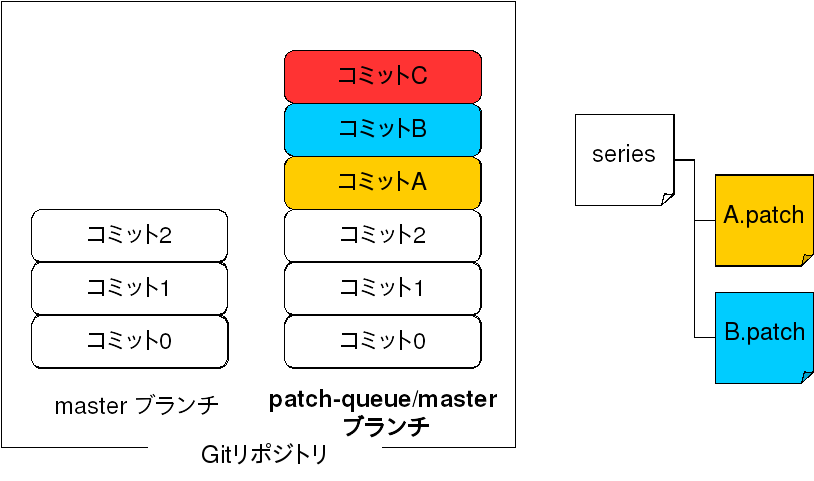 コミットC
コミットB
コミットA
コミット2
コミット1
コミット0
コミット2
コミット1
コミット0
master ブランチ
patch-queue/master
ブランチ
Gitリポジトリ
series
A.patch
B.patch